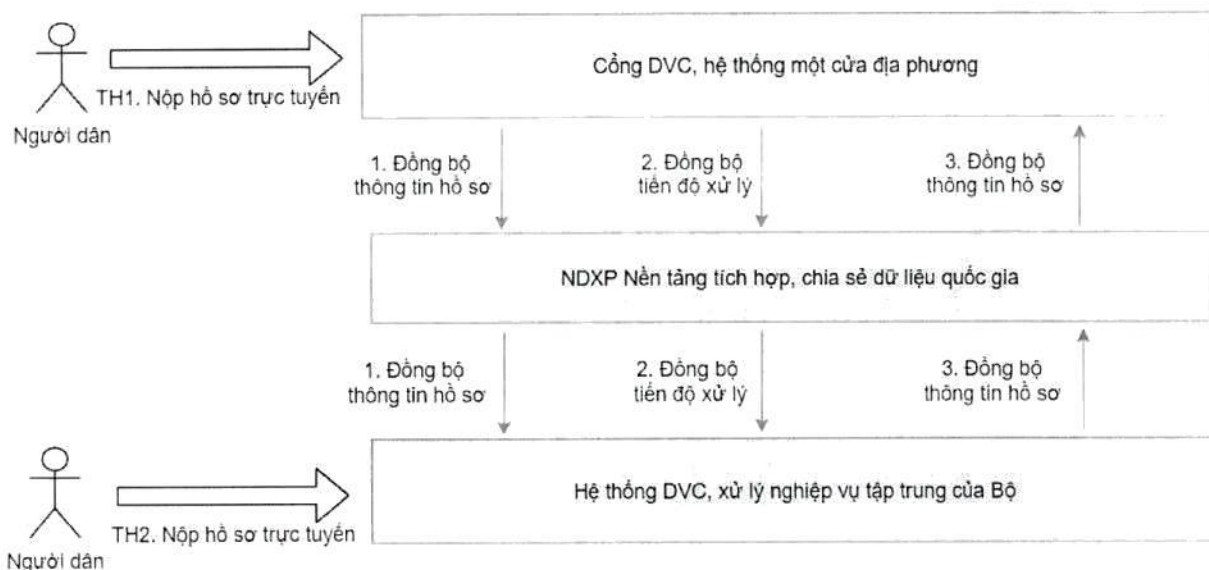 Cổng DVC, hệ thống một cửa địa phương
TH1. Nộp hồ sơ trực tuyến
Người dân
1. Đồng bộ
thông tin hồ sơ
2. Đồng bộ
tiến độ xử lý
3. Đồng bộ
thông tin hồ sơ
NDXP Nền tảng tích hợp, chia sẻ dữ liệu quốc gia
1. Đồng bộ
thông tin hồ sơ
2. Đồng bộ
tiến độ xử lý
3. Đồng bộ
thông tin hồ sơ
Hệ thống DVC, xử lý nghiệp vụ tập trung của Bộ
TH2. Nộp hồ sơ trực tuyến
Người dân